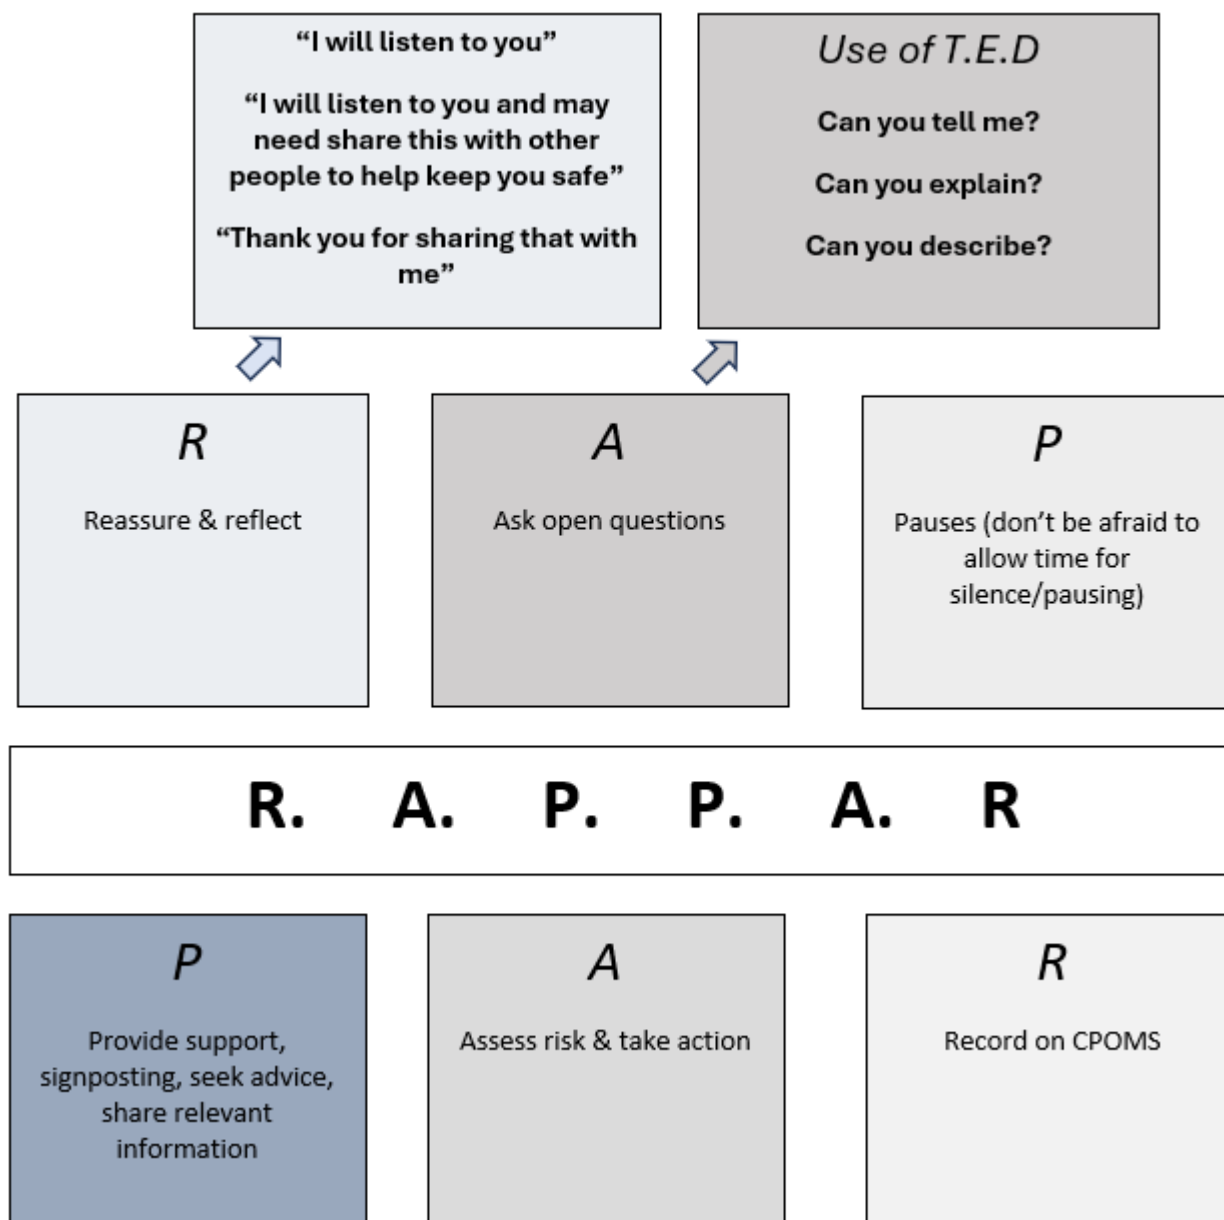 “I will listen to you”
“I will listen to you and may
need share this with other
people to help keep you safe”
“Thank you for sharing that with
me”
Use of T.E.D
Can you tell me?
Can you explain?
Can you describe?
R
Reassure & reflect
A
Ask open questions
P
Pauses (don’t be afraid to
allow time for
silence/pausing)
R. A. P. P. A. R
P
Provide support,
signposting, seek advice,
share relevant
information
A
Assess risk & take action
R
Record on CPOMS